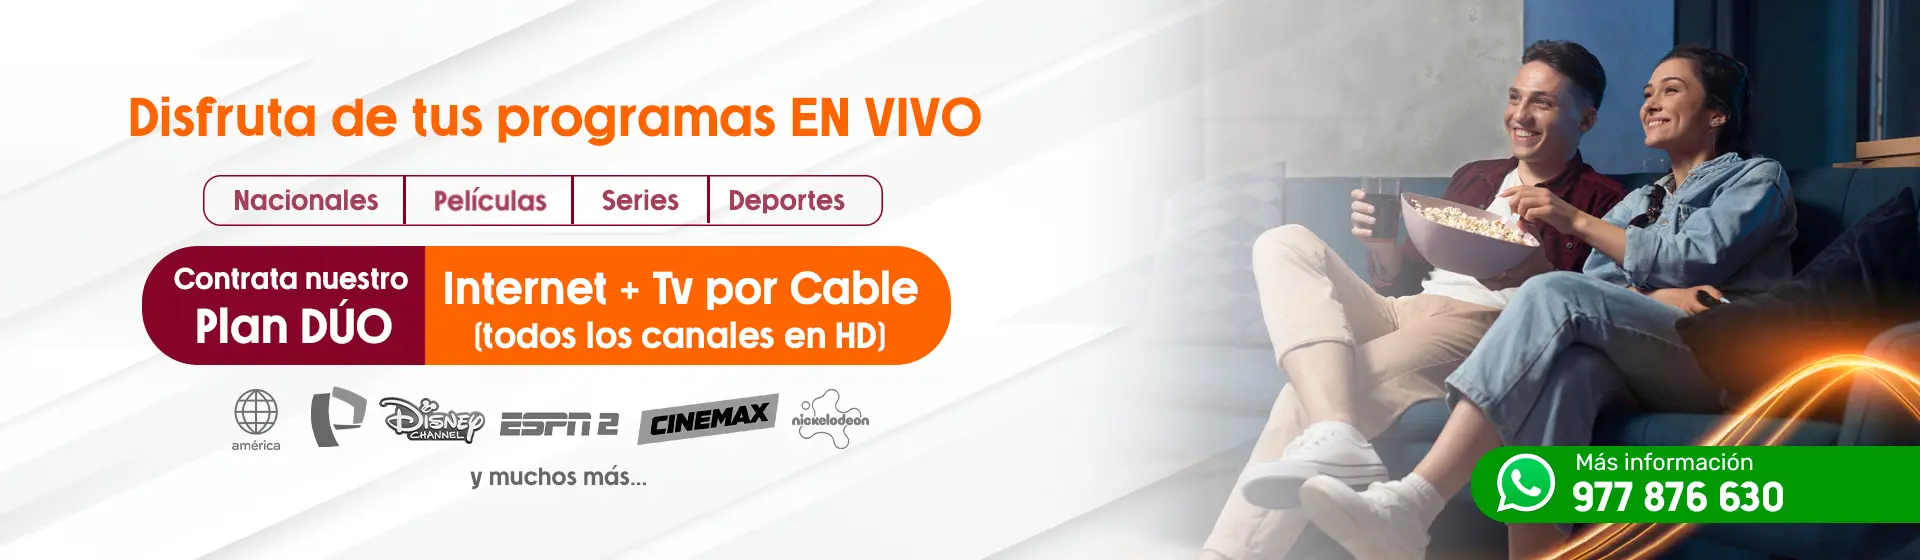 Disfruta de tus programas EN VIVO
Nacionales
Películas
Series
Deportes
Contrata nuestro
Plan DÚO
Internet + Tv por Cable
(todos los canales en HD)
américa
DISNEY
CHANNEL
ESPN 2
CINEMAX
nickelodeon
y muchos más...
Más información
977 876 630